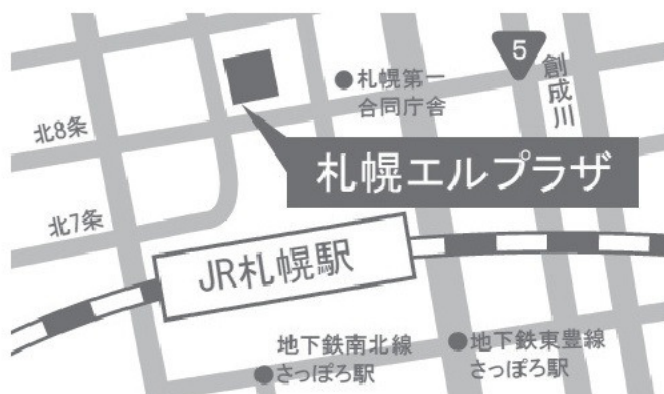 5
創成川
札幌第一
合同庁舎
北8条
札幌エルプラザ
北7条
JR札幌駅
地下鉄南北線
さっぽろ駅
地下鉄東豊線
さっぽろ駅